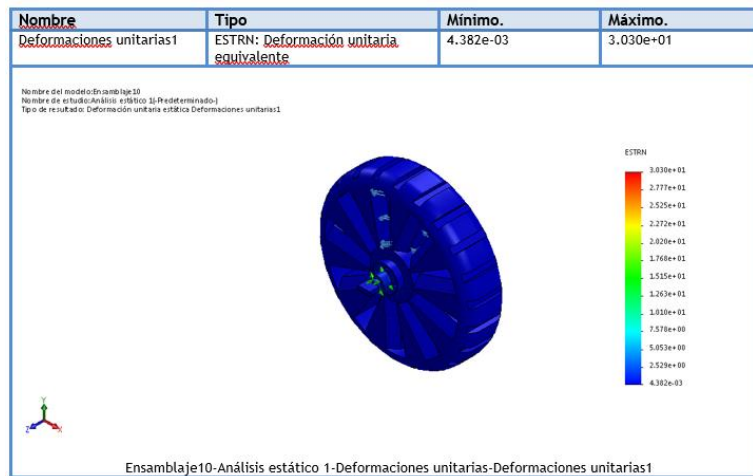 Nombre Tipo Mínimo. Máximo.
Deformaciones unitarias1 ESTRN: Deformación unitaria equivalente 4.382e-03 3.030e+01
Nombre del modelo:Ensamblaje10
Nombre de estudio:Análisis estático 1(-Predeterminado-)
Tipo de resultado: Deformación unitaria estática Deformaciones unitarias1
ESTRN
3.030e+01
2.777e+01
2.525e+01
2.272e+01
2.020e+01
1.768e+01
1.515e+01
1.263e+01
1.010e+01
7.578e+00
5.053e+00
2.529e+00
4.382e-03
Y
Z
X
Ensamblaje10-Análisis estático 1-Deformaciones unitarias-Deformaciones unitarias1